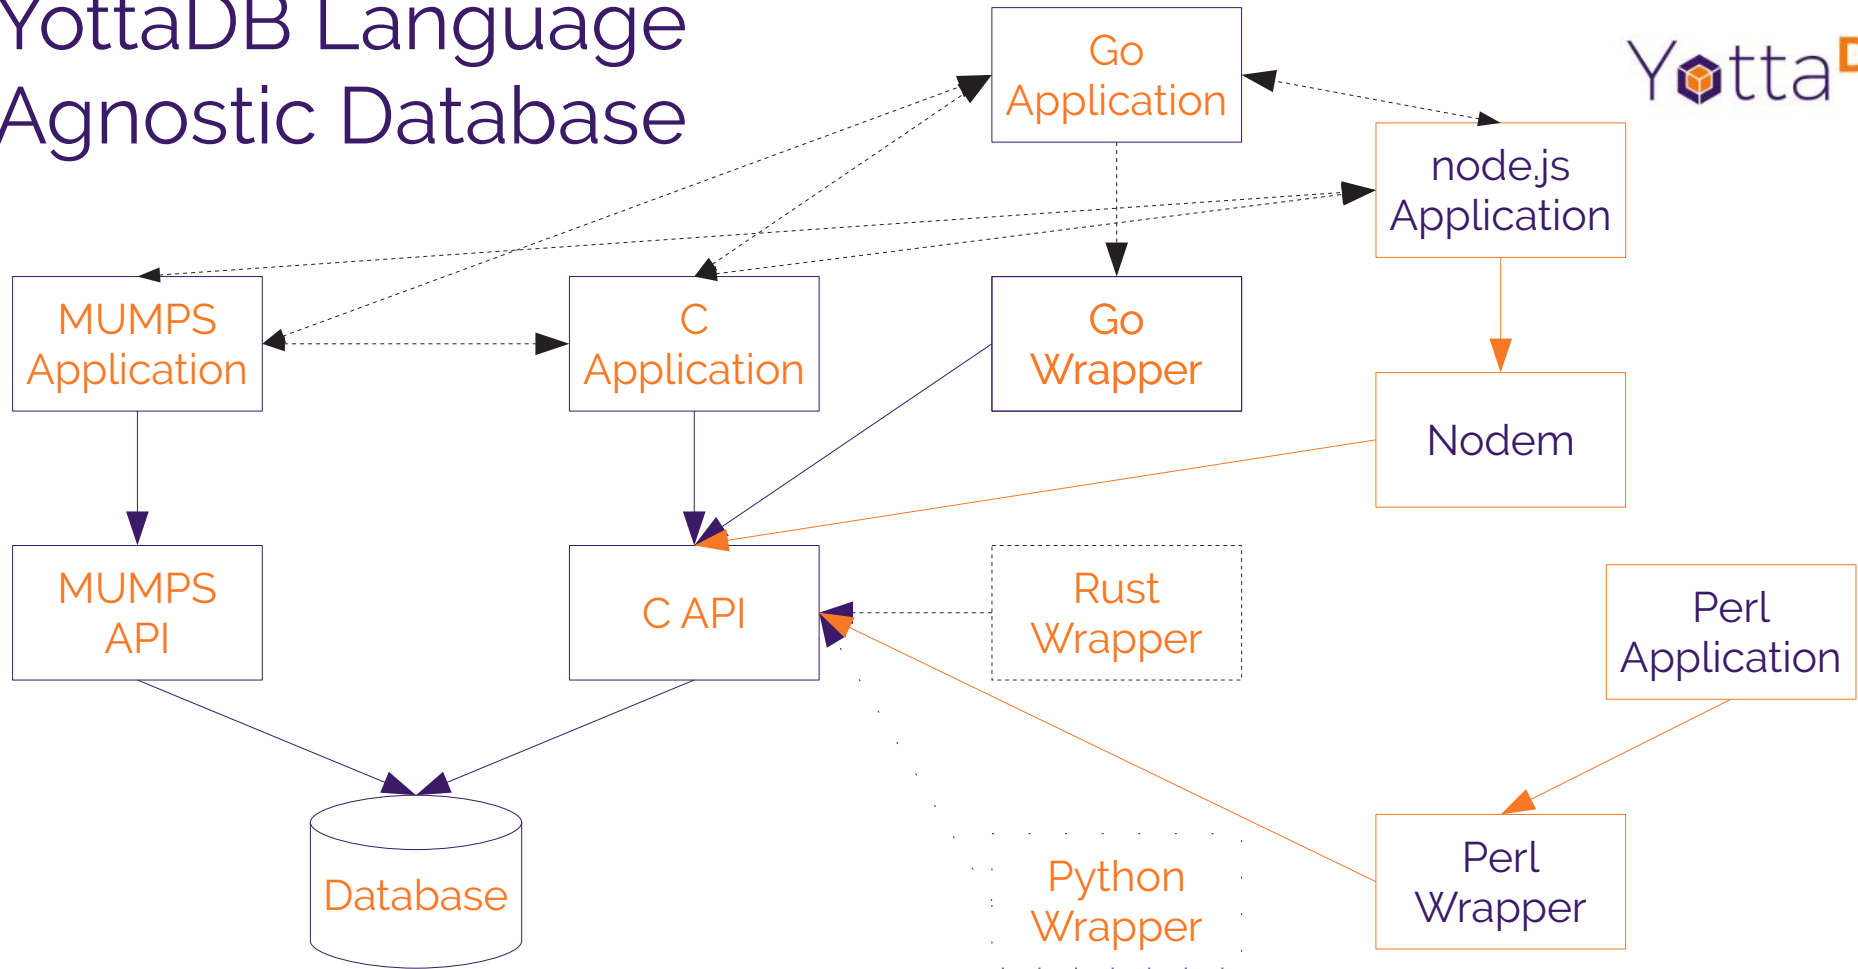 YottaDB Language
Agnostic Database
Go
Application
YottaD
node.js
Application
MUMPS
Application
C
Application
Go
Wrapper
Nodem
MUMPS
API
C API
Rust
Wrapper
Perl
Application
Database
Python
Wrapper
Perl
Wrapper